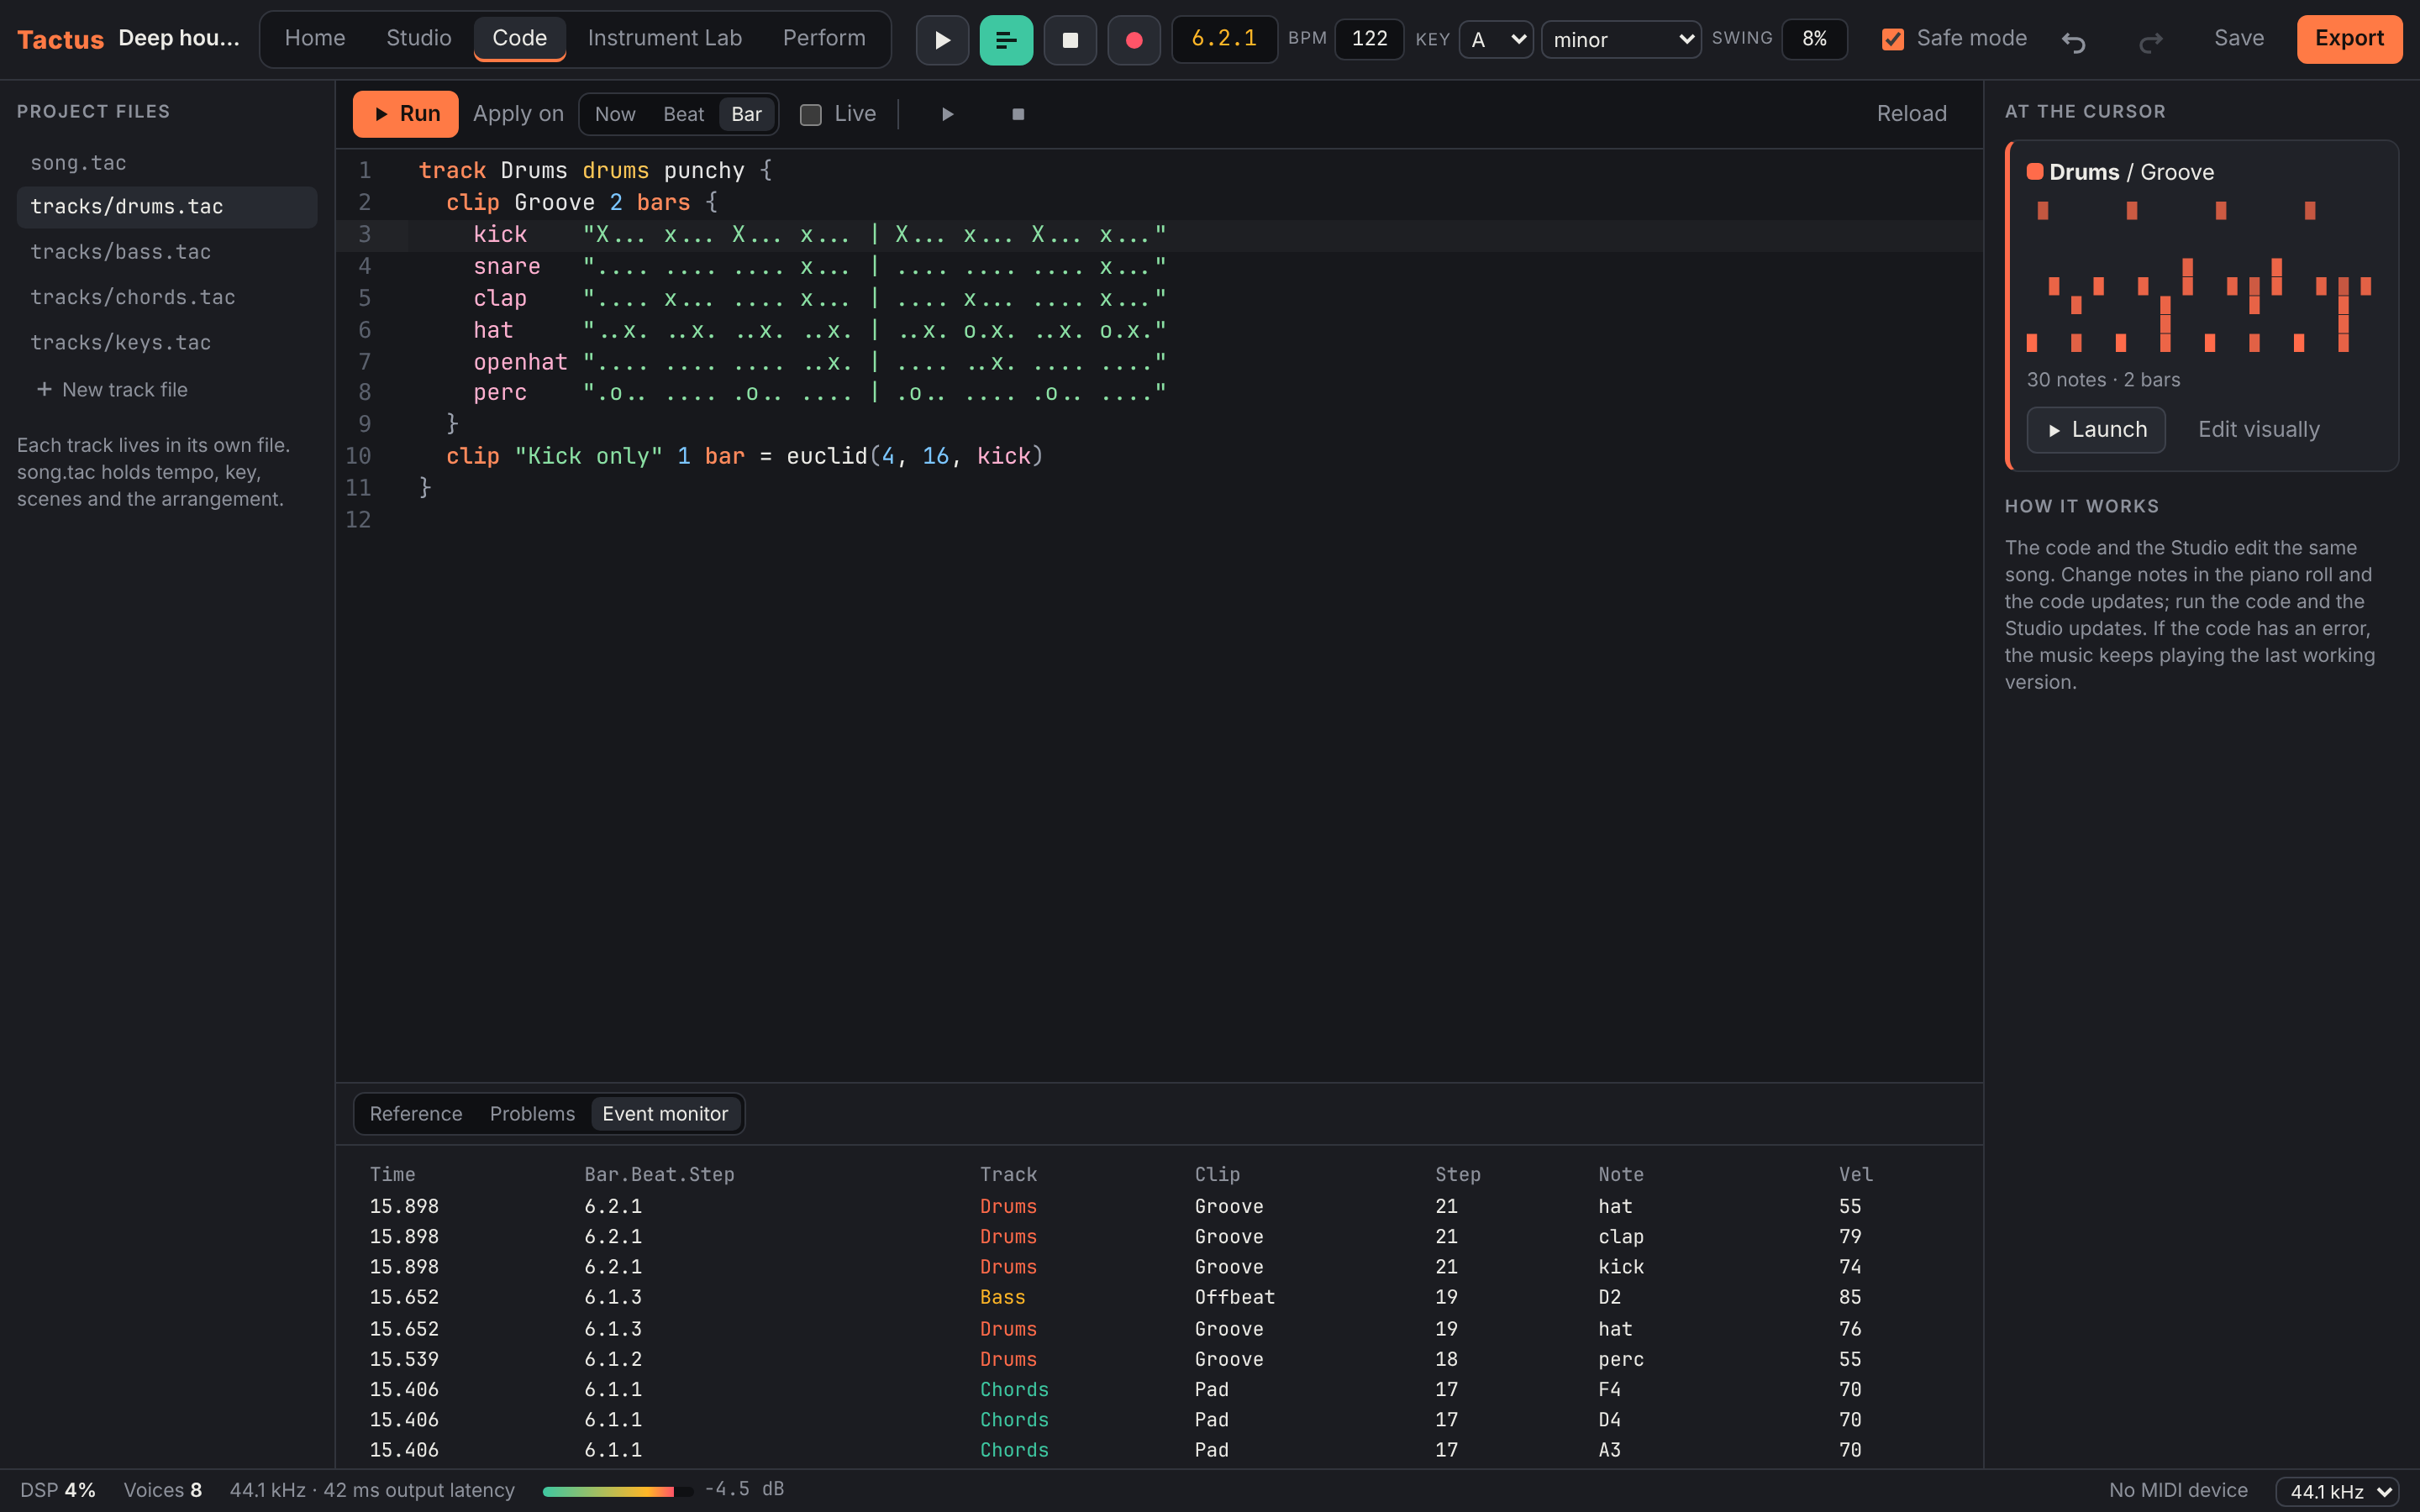 Tactus Deep hou... Home Studio Code Instrument Lab Perform 6.2.1 BPM 122 KEY A minor SWING 8% Safe mode Save Export
PROJECT FILES
song.tac
tracks/drums.tac
tracks/bass.tac
tracks/chords.tac
tracks/keys.tac
+ New track file
Each track lives in its own file.
song.tac holds tempo, key,
scenes and the arrangement.
Run Apply on Now Beat Bar Live Reload
1 track Drums drums punchy {
2 clip Groove 2 bars {
3 kick "X... x... X... x... | X... x... X... x..."
4 snare ".... .... .... x... | .... .... .... x..."
5 clap ".... x... .... x... | .... x... .... x..."
6 hat "..x. ..x. ..x. ..x. | ..x. o.x. ..x. o.x."
7 openhat ".... .... .... ..x. | .... ..x. .... ...."
8 perc ".o.. .... .o.. .... | .o.. .... .o.. ...."
9 }
10 clip "Kick only" 1 bar = euclid(4, 16, kick)
11 }
12
Reference Problems Event monitor
Time Bar.Beat.Step Track Clip Step Note Vel
15.898 6.2.1 Drums Groove 21 hat 55
15.898 6.2.1 Drums Groove 21 clap 79
15.898 6.2.1 Drums Groove 21 kick 74
15.652 6.1.3 Bass Offbeat 19 D2 85
15.652 6.1.3 Drums Groove 19 hat 76
15.539 6.1.2 Drums Groove 18 perc 55
15.406 6.1.1 Chords Pad 17 F4 70
15.406 6.1.1 Chords Pad 17 D4 70
15.406 6.1.1 Chords Pad 17 A3 70
AT THE CURSOR
Drums / Groove
30 notes · 2 bars
Launch Edit visually
HOW IT WORKS
The code and the Studio edit the same
song. Change notes in the piano roll and
the code updates; run the code and the
Studio updates. If the code has an error,
the music keeps playing the last working
version.
DSP 4% Voices 8 44.1 kHz · 42 ms output latency -4.5 dB No MIDI device 44.1 kHz